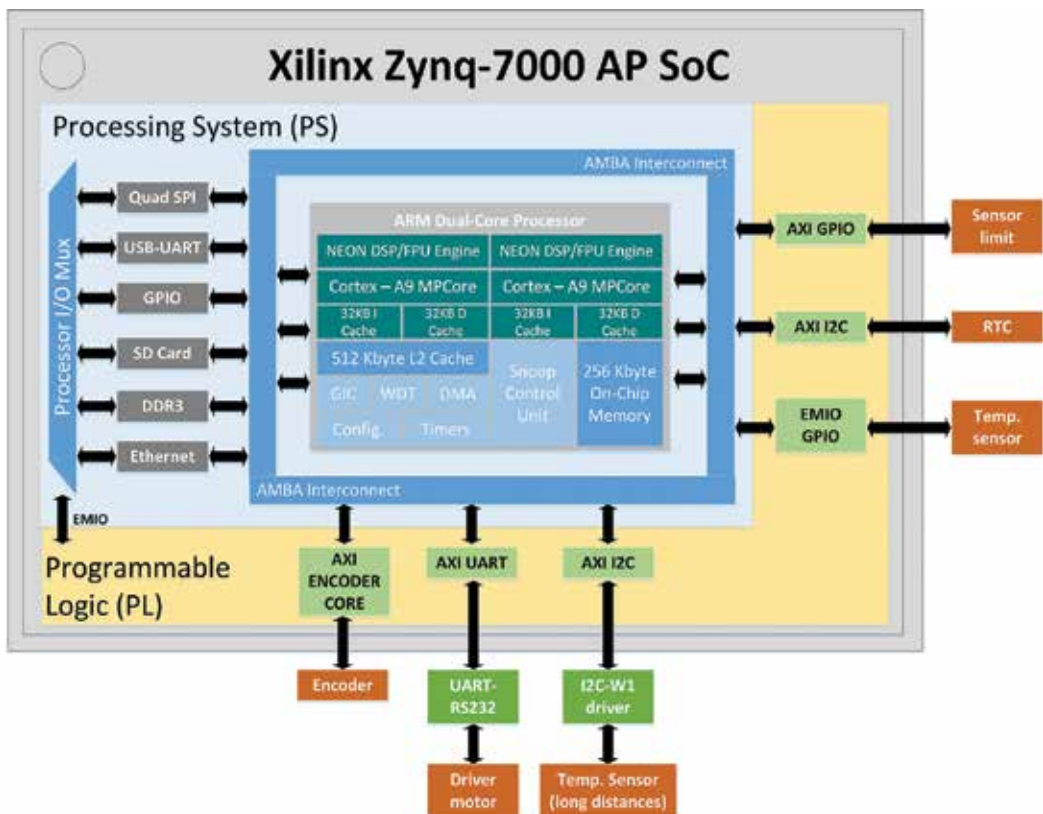 Xilinx Zynq-7000 AP SoC
Processing System (PS)
AMBA Interconnect
Processor I/O Mux
Quad SPI
USB-UART
GPIO
SD Card
DDR3
Ethernet
ARM Dual-Core Processor
NEON DSP/FPU Engine
NEON DSP/FPU Engine
Cortex – A9 MPCore
Cortex – A9 MPCore
32KB I
Cache
32KB D
Cache
32KB I
Cache
32KB D
Cache
512 Kbyte L2 Cache
GIC
WDT
DMA
Config.
Timers
Snoop
Control
Unit
256 Kbyte
On-Chip
Memory
AMBA Interconnect
AXI GPIO
Sensor
limit
AXI I2C
RTC
EMIO
GPIO
Temp.
sensor
EMIO
Programmable
Logic (PL)
AXI
ENCODER
CORE
AXI UART
AXI I2C
Encoder
UART-
RS232
I2C-W1
driver
Driver
motor
Temp. Sensor
(long distances)